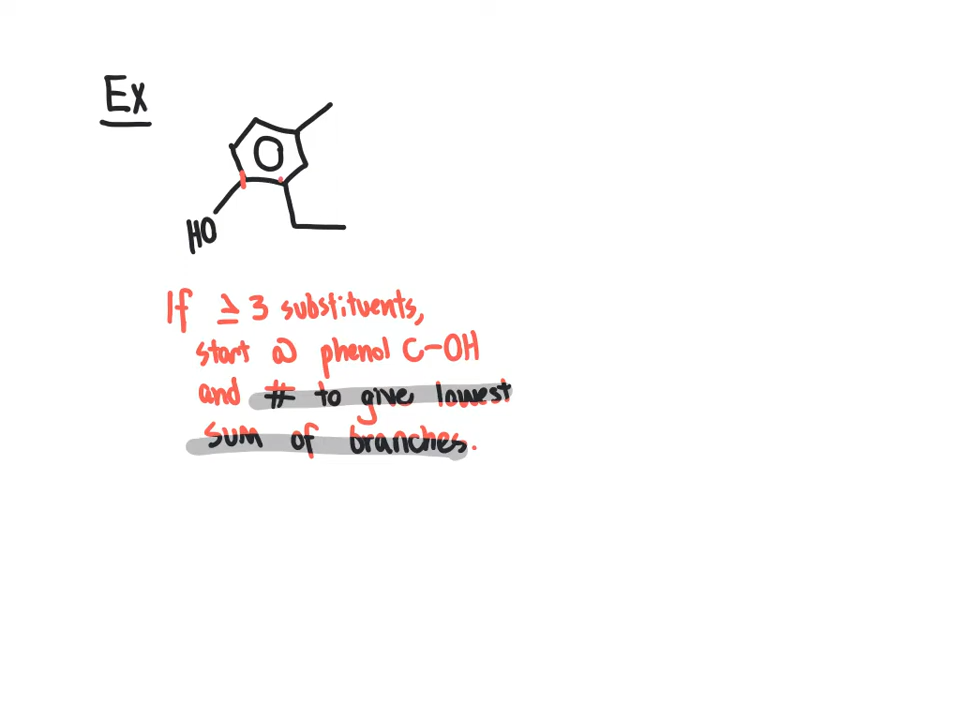 Ex
HO
If ≥ 3 substituents,
start @ phenol C-OH
and # to give lowest
sum of branches.